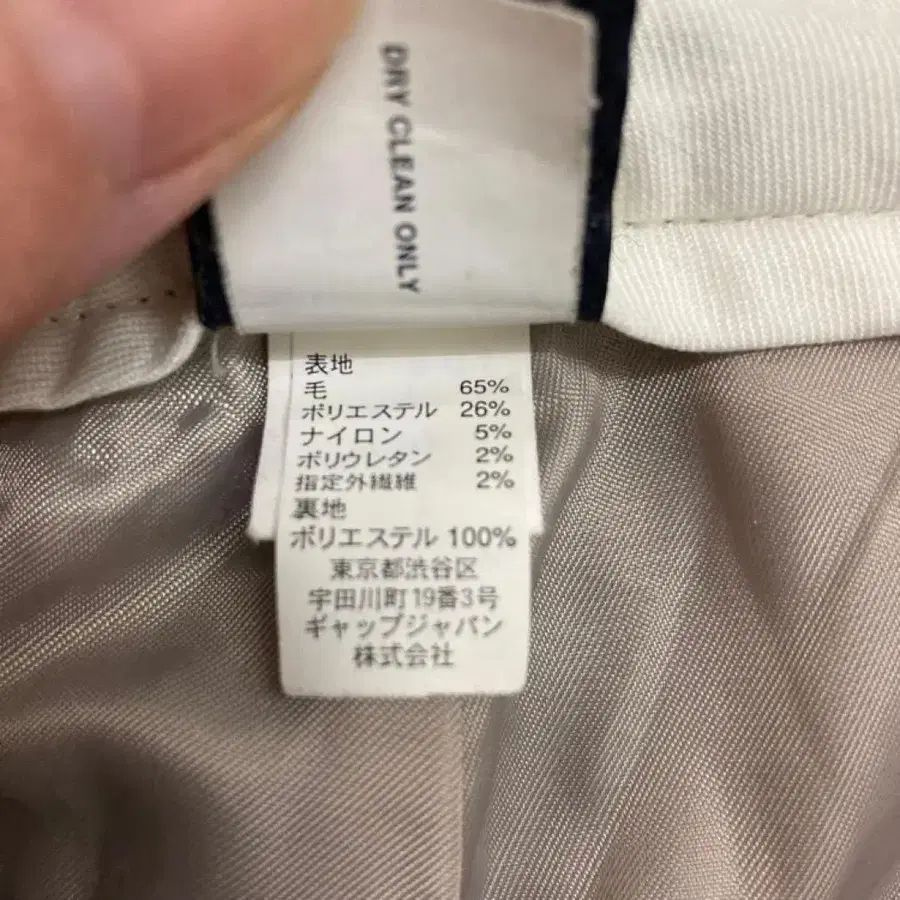 DRY CLEAN ONLY
表地
毛 65%
ポリエステル 26%
ナイロン 5%
ポリウレタン 2%
指定外繊維 2%
裏地
ポリエステル 100%
東京都渋谷区
宇田川町19番3号
ギャップジャパン
株式会社